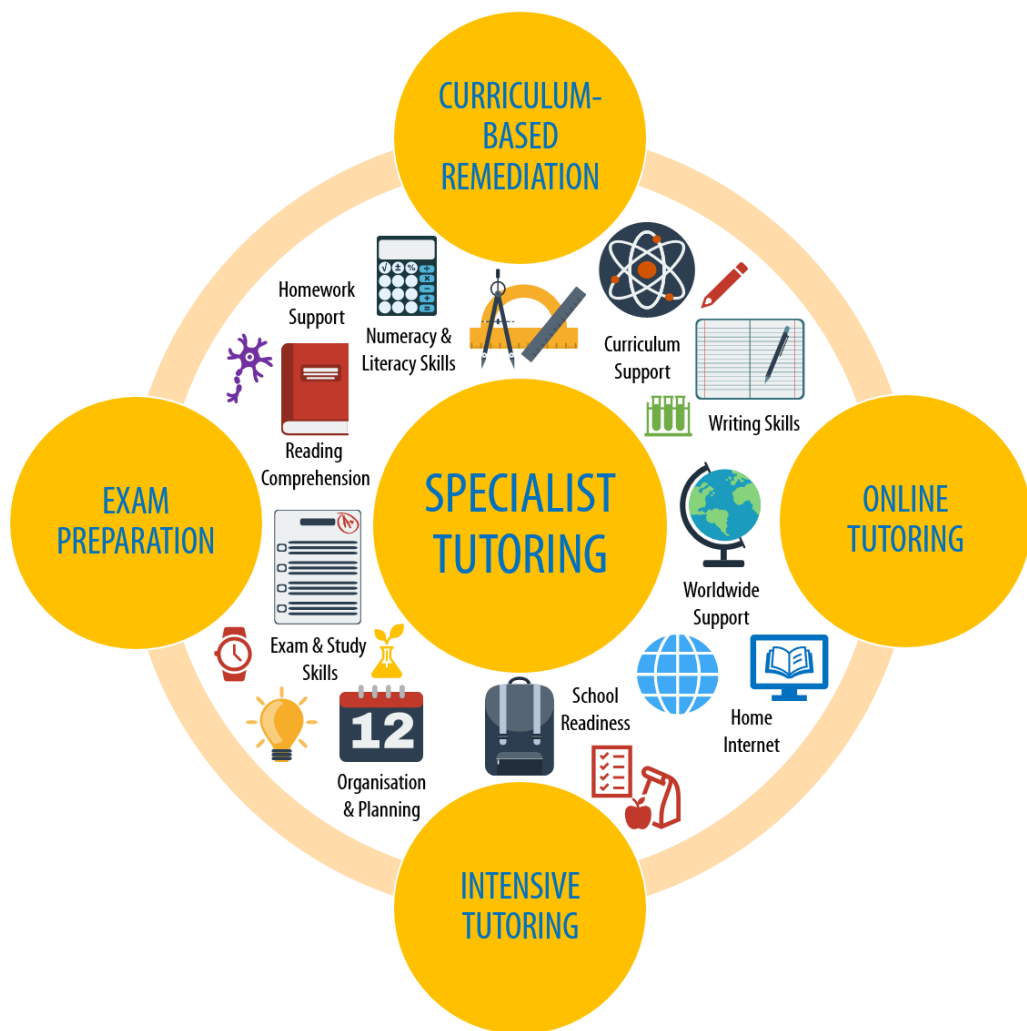 CURRICULUM-
BASED
REMEDIATION
Homework
Support
Numeracy &
Literacy Skills
√ ± %
÷
×
−
+
=
Curriculum
Support
Writing Skills
Reading
Comprehension
EXAM
PREPARATION
SPECIALIST
TUTORING
ONLINE
TUTORING
A+
Worldwide
Support
Exam & Study
Skills
School
Readiness
Home
Internet
12
Organisation
& Planning
INTENSIVE
TUTORING